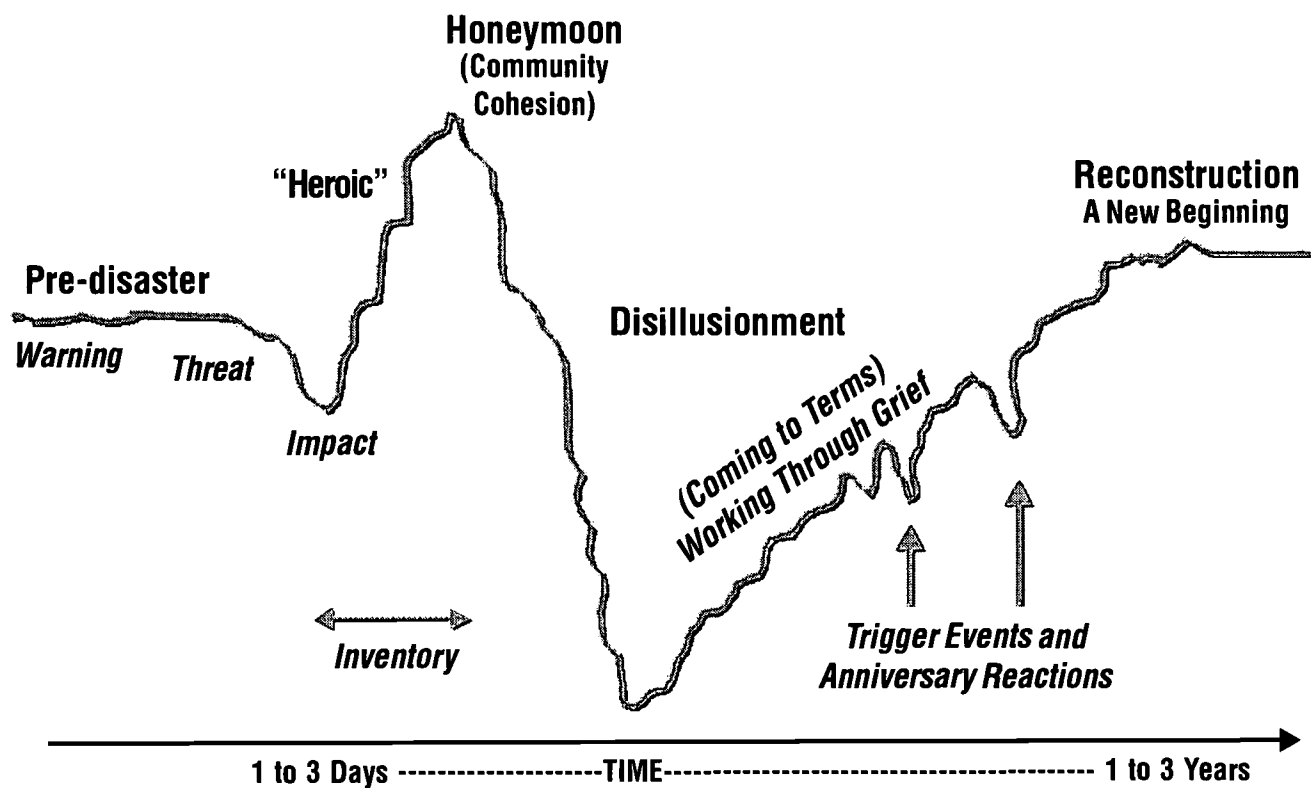 Honeymoon
(Community
Cohesion)
“Heroic”
Reconstruction
A New Beginning
Pre-disaster
Warning
Threat
Impact
Disillusionment
(Coming to Terms)
Working Through Grief
Inventory
Trigger Events and
Anniversary Reactions
1 to 3 Days --------------------TIME------------------------------------------ 1 to 3 Years